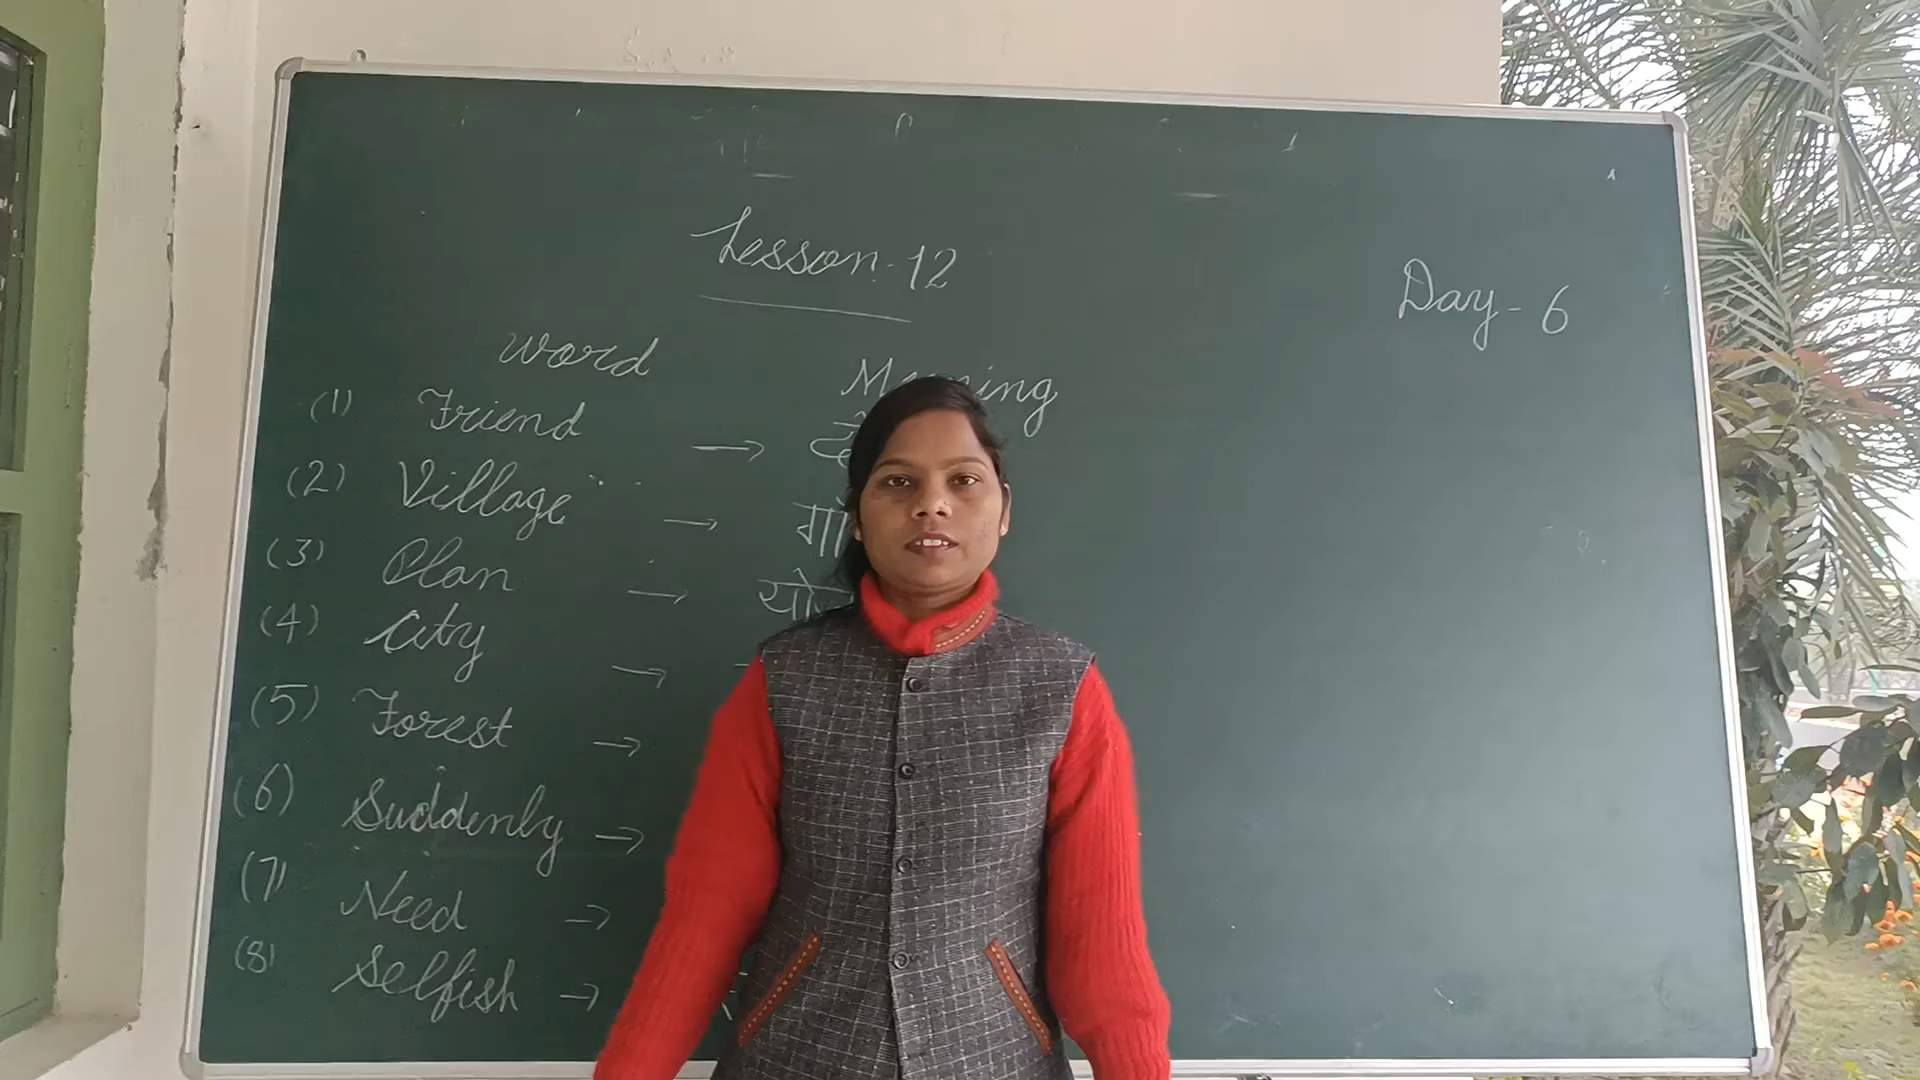 Lesson-12
Day-6
Word
(1) Friend →
(2) Village →
(3) Plan →
(4) City →
(5) Forest →
(6) Suddenly →
(7) Need →
(8) Selfish →